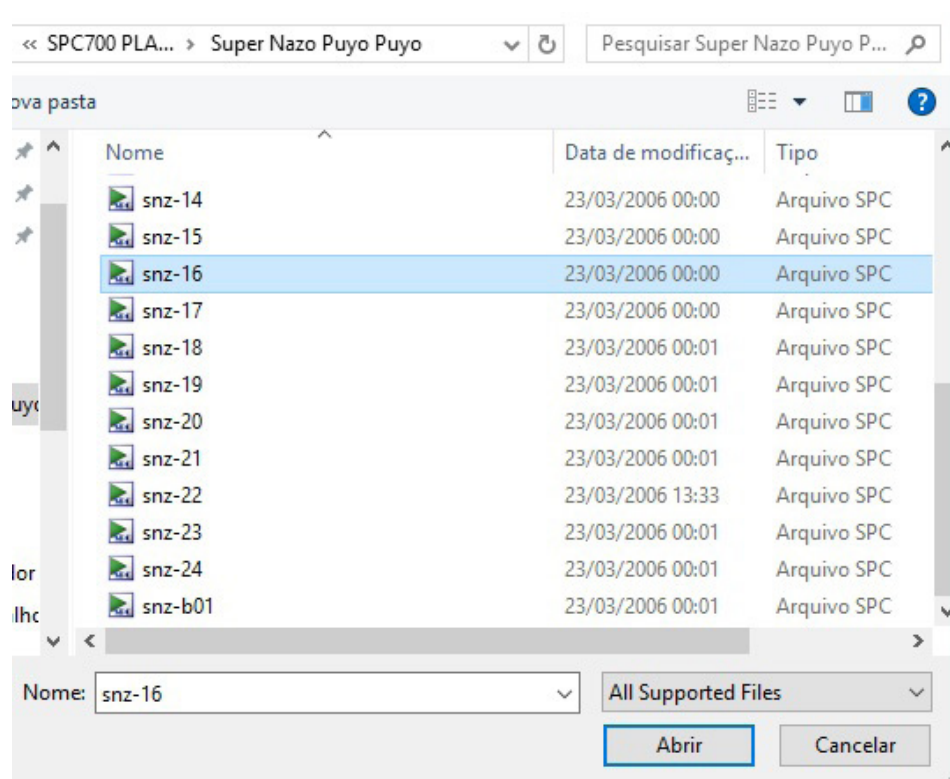 « SPC700 PLA... › Super Nazo Puyo Puyo Pesquisar Super Nazo Puyo P...
ova pasta ?
Nome Data de modificaç... Tipo
snz-14 23/03/2006 00:00 Arquivo SPC
snz-15 23/03/2006 00:00 Arquivo SPC
snz-16 23/03/2006 00:00 Arquivo SPC
snz-17 23/03/2006 00:00 Arquivo SPC
snz-18 23/03/2006 00:01 Arquivo SPC
snz-19 23/03/2006 00:01 Arquivo SPC
uyo
snz-20 23/03/2006 00:01 Arquivo SPC
snz-21 23/03/2006 00:01 Arquivo SPC
snz-22 23/03/2006 13:33 Arquivo SPC
snz-23 23/03/2006 00:01 Arquivo SPC
lor snz-24 23/03/2006 00:01 Arquivo SPC
alho snz-b01 23/03/2006 00:01 Arquivo SPC
Nome: snz-16 All Supported Files
Abrir Cancelar